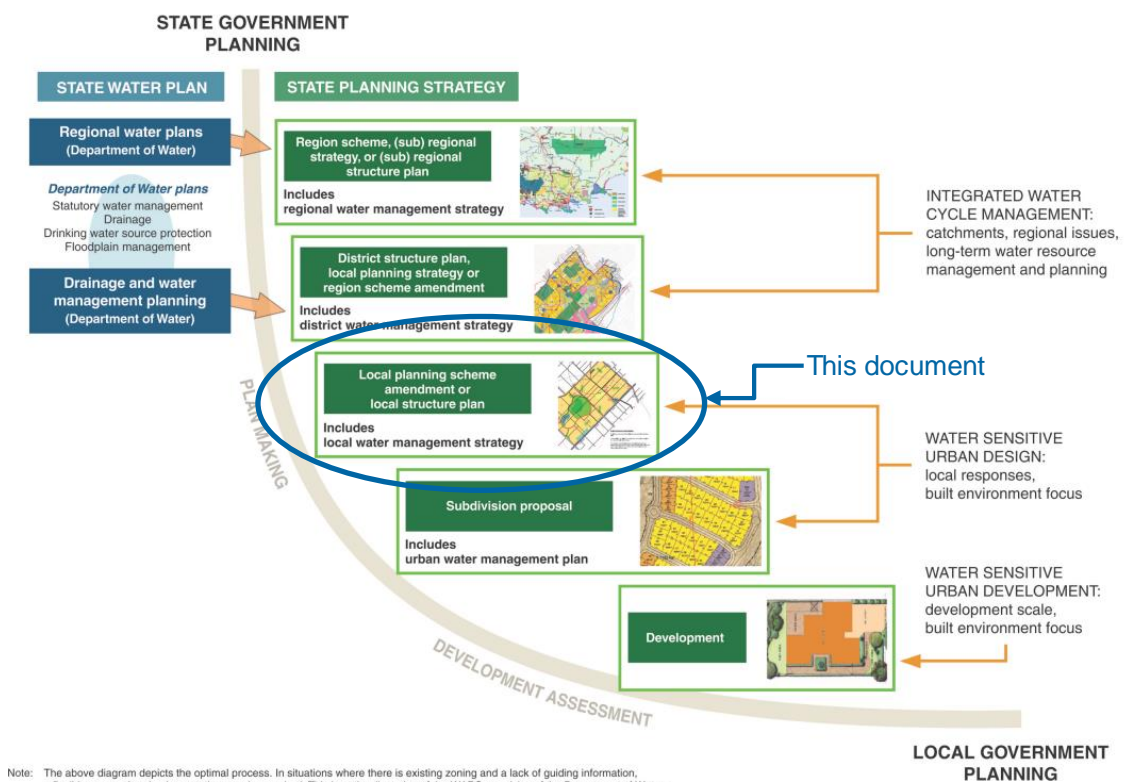 STATE GOVERNMENT
PLANNING
STATE WATER PLAN
STATE PLANNING STRATEGY
Regional water plans
(Department of Water)
Department of Water plans
Statutory water management
Drainage
Drinking water source protection
Floodplain management
Drainage and water
management planning
(Department of Water)
Region scheme, (sub) regional
strategy, or (sub) regional
structure plan
Includes
regional water management strategy
District structure plan,
local planning strategy or
region scheme amendment
Includes
district water management strategy
Local planning scheme
amendment or
local structure plan
Includes
local water management strategy
This document
Subdivision proposal
Includes
urban water management plan
Development
INTEGRATED WATER
CYCLE MANAGEMENT:
catchments, regional issues,
long-term water resource
management and planning
WATER SENSITIVE
URBAN DESIGN:
local responses,
built environment focus
WATER SENSITIVE
URBAN DEVELOPMENT:
development scale,
built environment focus
PLAN MAKING
DEVELOPMENT ASSESSMENT
LOCAL GOVERNMENT
PLANNING
Note: The above diagram depicts the optimal process. In situations where there is existing zoning and a lack of guiding information,